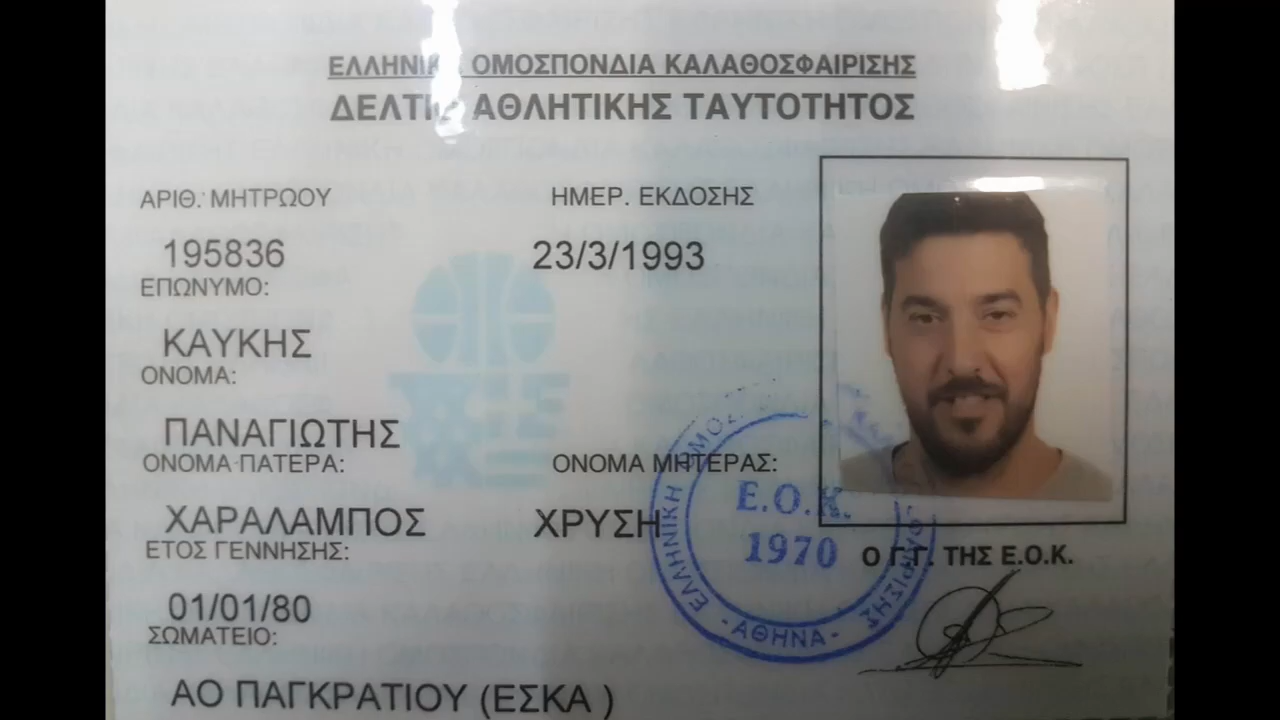 ΟΜΟΣΠΟΝΔΙΑ ΚΑΛΑΘΟΣΦΑΙΡΙΣΗΣ
ΑΘΛΗΤΙΚΗΣ ΤΑΥΤΟΤΗΤΟΣ
ΑΡΙΘ. ΜΗΤΡΩΟΥ ΗΜΕΡ. ΕΚΔΟΣΗΣ
195836 23/3/1993
ΕΠΩΝΥΜΟ:
ΚΑΥΚΗΣ
ΟΝΟΜΑ:
ΠΑΝΑΓΙΩΤΗΣ
ΟΝΟΜΑ ΠΑΤΕΡΑ: ΟΝΟΜΑ ΜΗΤΕΡΑΣ:
ΧΑΡΑΛΑΜΠΟΣ ΧΡΥΣΗ
ΕΤΟΣ ΓΕΝΝΗΣΗΣ:
01/01/80
ΣΩΜΑΤΕΙΟ:
ΑΟ ΠΑΓΚΡΑΤΙΟΥ (ΕΣΚΑ )
Ε.Ο.Κ.
1970
ΕΛΛΗΝΙΚΗ
- ΑΘΗΝΑ -
Ο Γ.Γ. ΤΗΣ Ε.Ο.Κ.